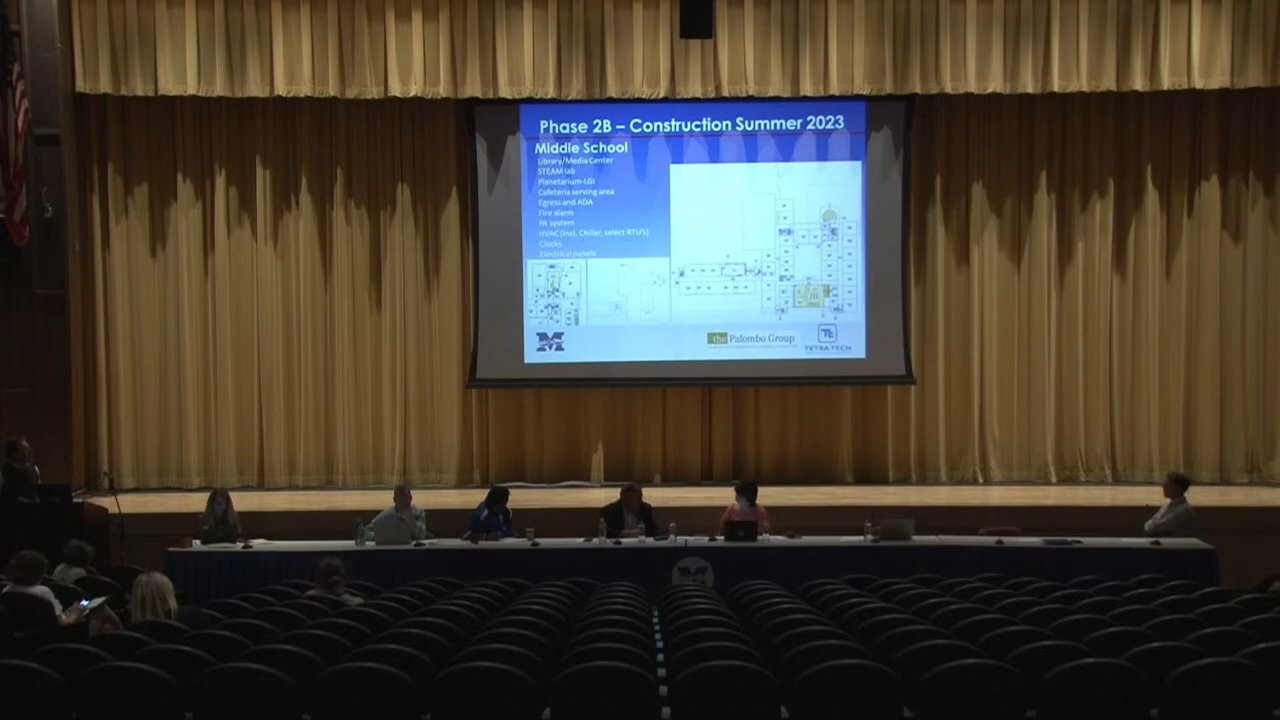 Phase 2B – Construction Summer 2023
Middle School
Library/Media Center
STEAM lab
Planetarium-LGI
Cafeteria serving area
Egress and ADA
Fire alarm
PA system
HVAC (incl. Chiller, select RTU's)
Clocks
Electrical panels
M
the Palombo Group
TETRA TECH